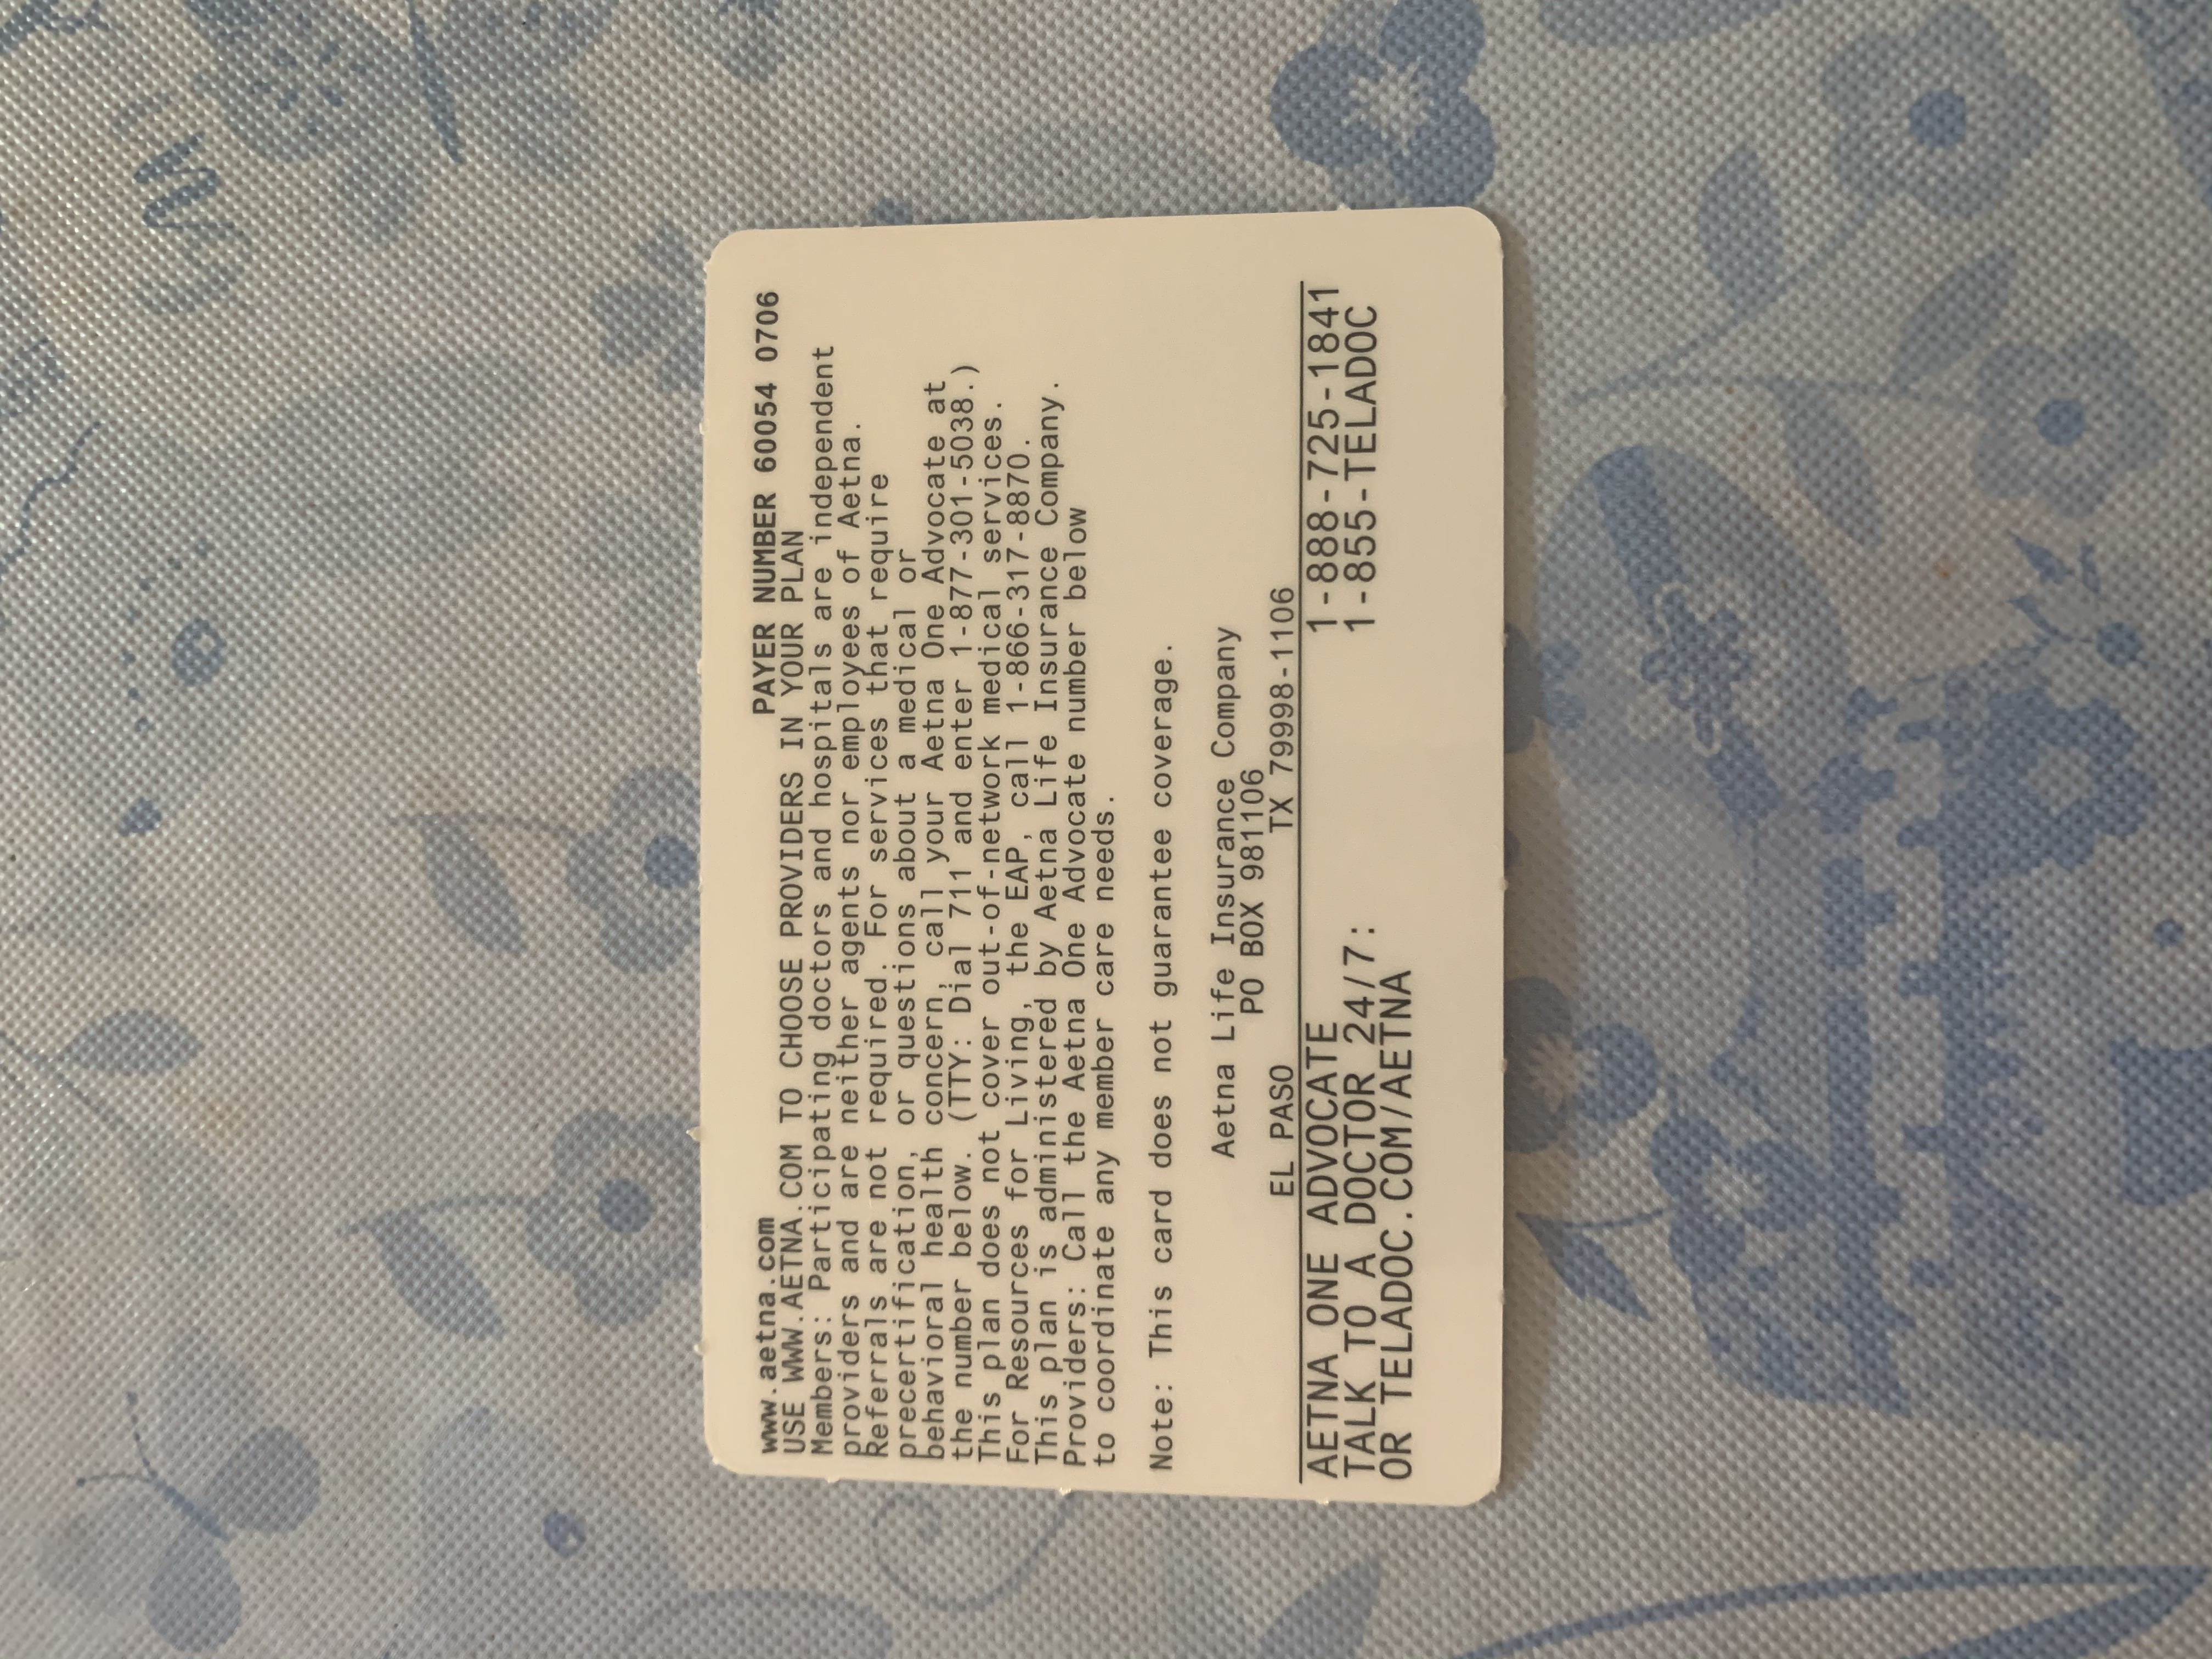 www.aetna.com PAYER NUMBER 60054 0706
USE WWW.AETNA.COM TO CHOOSE PROVIDERS IN YOUR PLAN
Members: Participating doctors and hospitals are independent
providers and are neither agents nor employees of Aetna.
Referrals are not required. For services that require
precertification, or questions about a medical or
behavioral health concern, call your Aetna One Advocate at
the number below. (TTY: Dial 711 and enter 1-877-301-5038.)
This plan does not cover out-of-network medical services.
For Resources for Living, the EAP, call 1-866-317-8870.
This plan is administered by Aetna Life Insurance Company.
Providers: Call the Aetna One Advocate number below
to coordinate any member care needs.
Note: This card does not guarantee coverage.
Aetna Life Insurance Company
PO BOX 981106
EL PASO TX 79998-1106
AETNA ONE ADVOCATE 1-888-725-1841
TALK TO A DOCTOR 24/7: 1-855-TELADOC
OR TELADOC.COM/AETNA